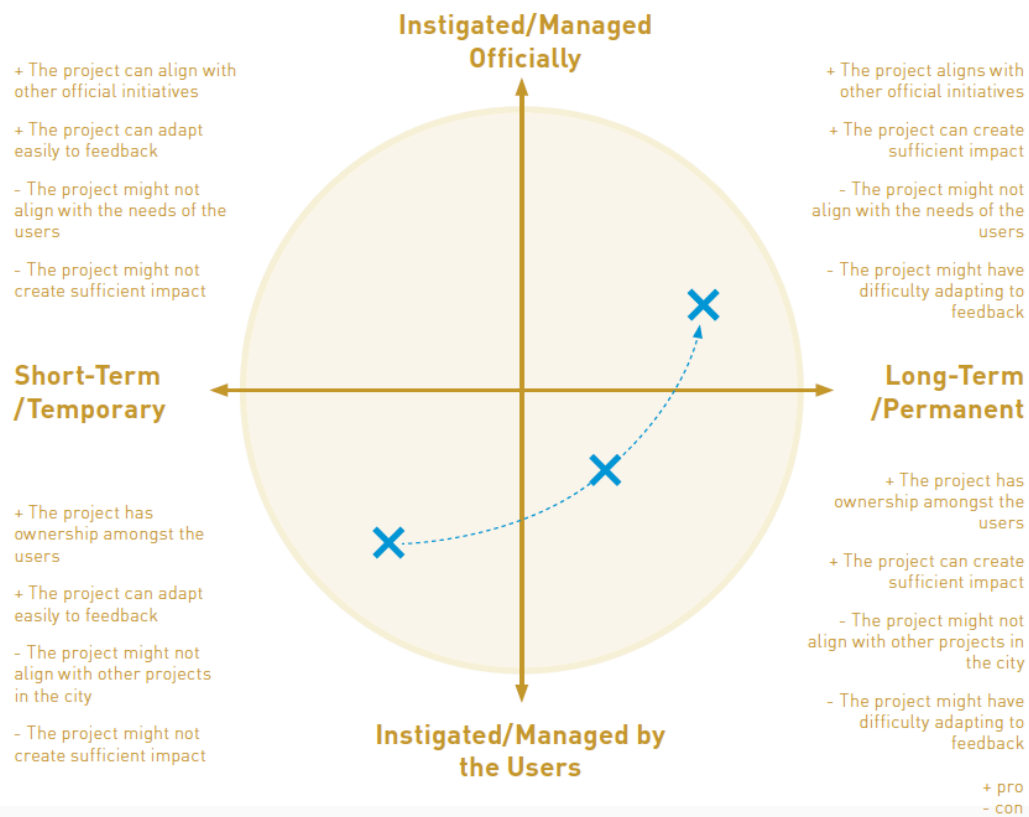 Instigated/Managed
Officially
+ The project can align with
other official initiatives
+ The project can adapt
easily to feedback
- The project might not
align with the needs of the
users
- The project might not
create sufficient impact
+ The project aligns with
other official initiatives
+ The project can create
sufficient impact
- The project might not
align with the needs of the
users
- The project might have
difficulty adapting to
feedback
Short-Term
/Temporary
Long-Term
/Permanent
+ The project has
ownership amongst the
users
+ The project can adapt
easily to feedback
- The project might not
align with other projects
in the city
- The project might not
create sufficient impact
+ The project has
ownership amongst the
users
+ The project can create
sufficient impact
- The project might not
align with other projects in
the city
- The project might have
difficulty adapting to
feedback
Instigated/Managed by
the Users
+ pro
- con